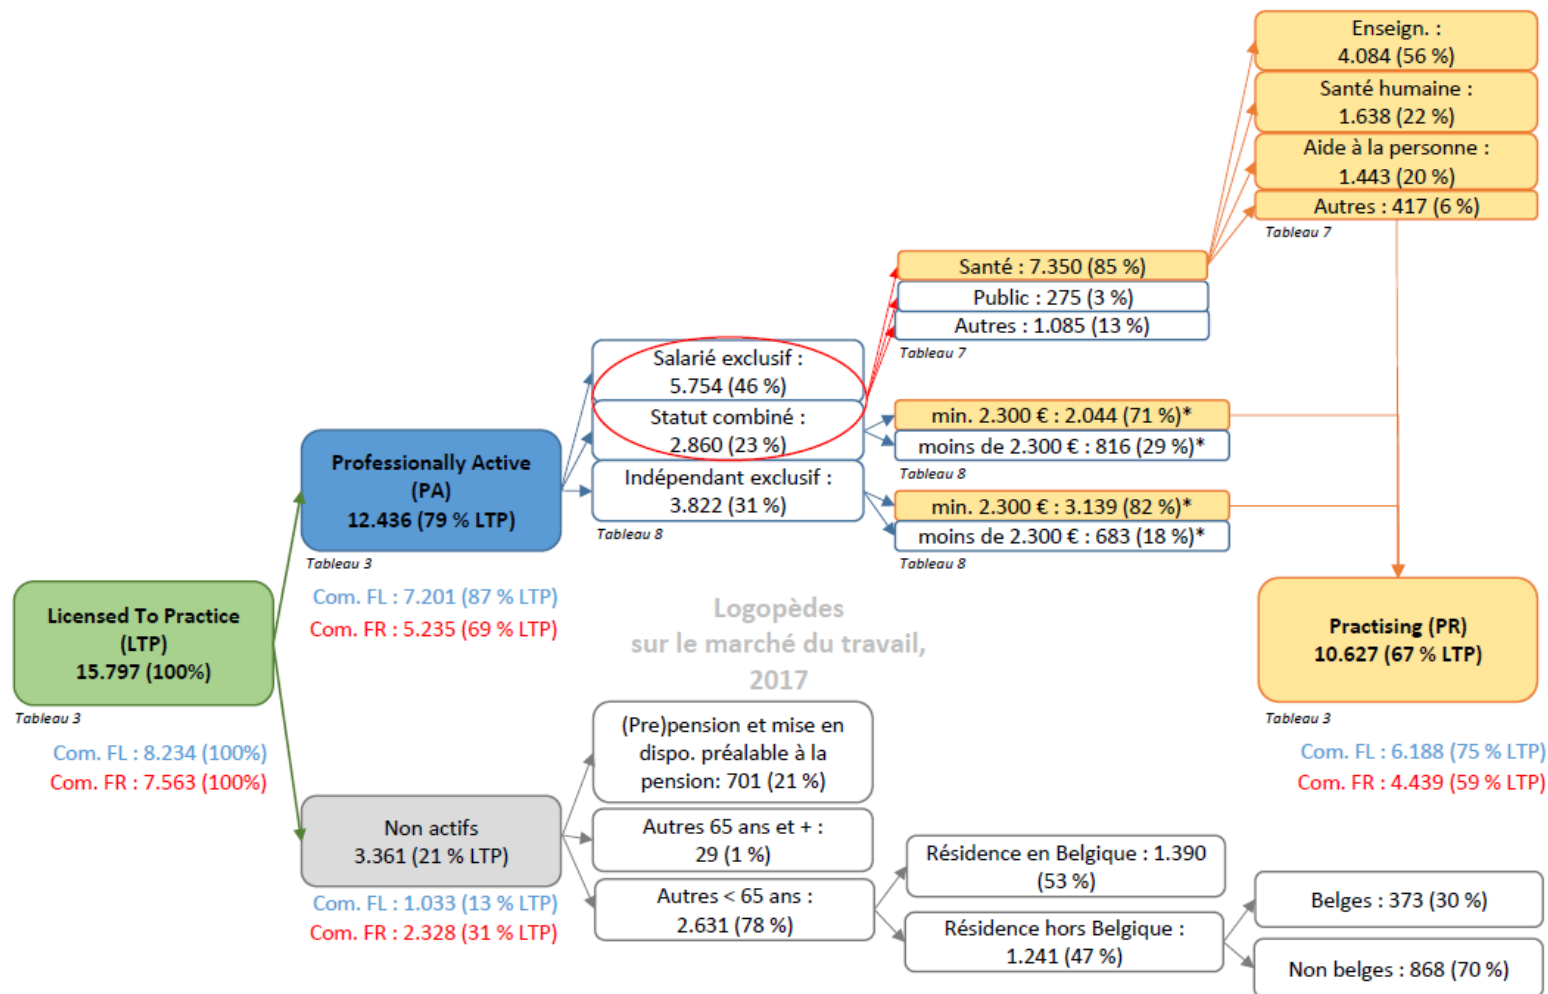 Enseign. :
4.084 (56 %)
Santé humaine :
1.638 (22 %)
Aide à la personne :
1.443 (20 %)
Autres : 417 (6 %)
Tableau 7
Santé : 7.350 (85 %)
Public : 275 (3 %)
Autres : 1.085 (13 %)
Tableau 7
Salarié exclusif :
5.754 (46 %)
Statut combiné :
2.860 (23 %)
Indépendant exclusif :
3.822 (31 %)
Tableau 8
min. 2.300 € : 2.044 (71 %)*
moins de 2.300 € : 816 (29 %)*
Tableau 8
min. 2.300 € : 3.139 (82 %)*
moins de 2.300 € : 683 (18 %)*
Tableau 8
Professionally Active
(PA)
12.436 (79 % LTP)
Tableau 3
Com. FL : 7.201 (87 % LTP)
Com. FR : 5.235 (69 % LTP)
Licensed To Practice
(LTP)
15.797 (100%)
Tableau 3
Com. FL : 8.234 (100%)
Com. FR : 7.563 (100%)
Logopèdes
sur le marché du travail,
2017
Practising (PR)
10.627 (67 % LTP)
Tableau 3
Com. FL : 6.188 (75 % LTP)
Com. FR : 4.439 (59 % LTP)
Non actifs
3.361 (21 % LTP)
Com. FL : 1.033 (13 % LTP)
Com. FR : 2.328 (31 % LTP)
(Pre)pension et mise en
dispo. préalable à la
pension: 701 (21 %)
Autres 65 ans et + :
29 (1 %)
Autres < 65 ans :
2.631 (78 %)
Résidence en Belgique : 1.390
(53 %)
Résidence hors Belgique :
1.241 (47 %)
Belges : 373 (30 %)
Non belges : 868 (70 %)